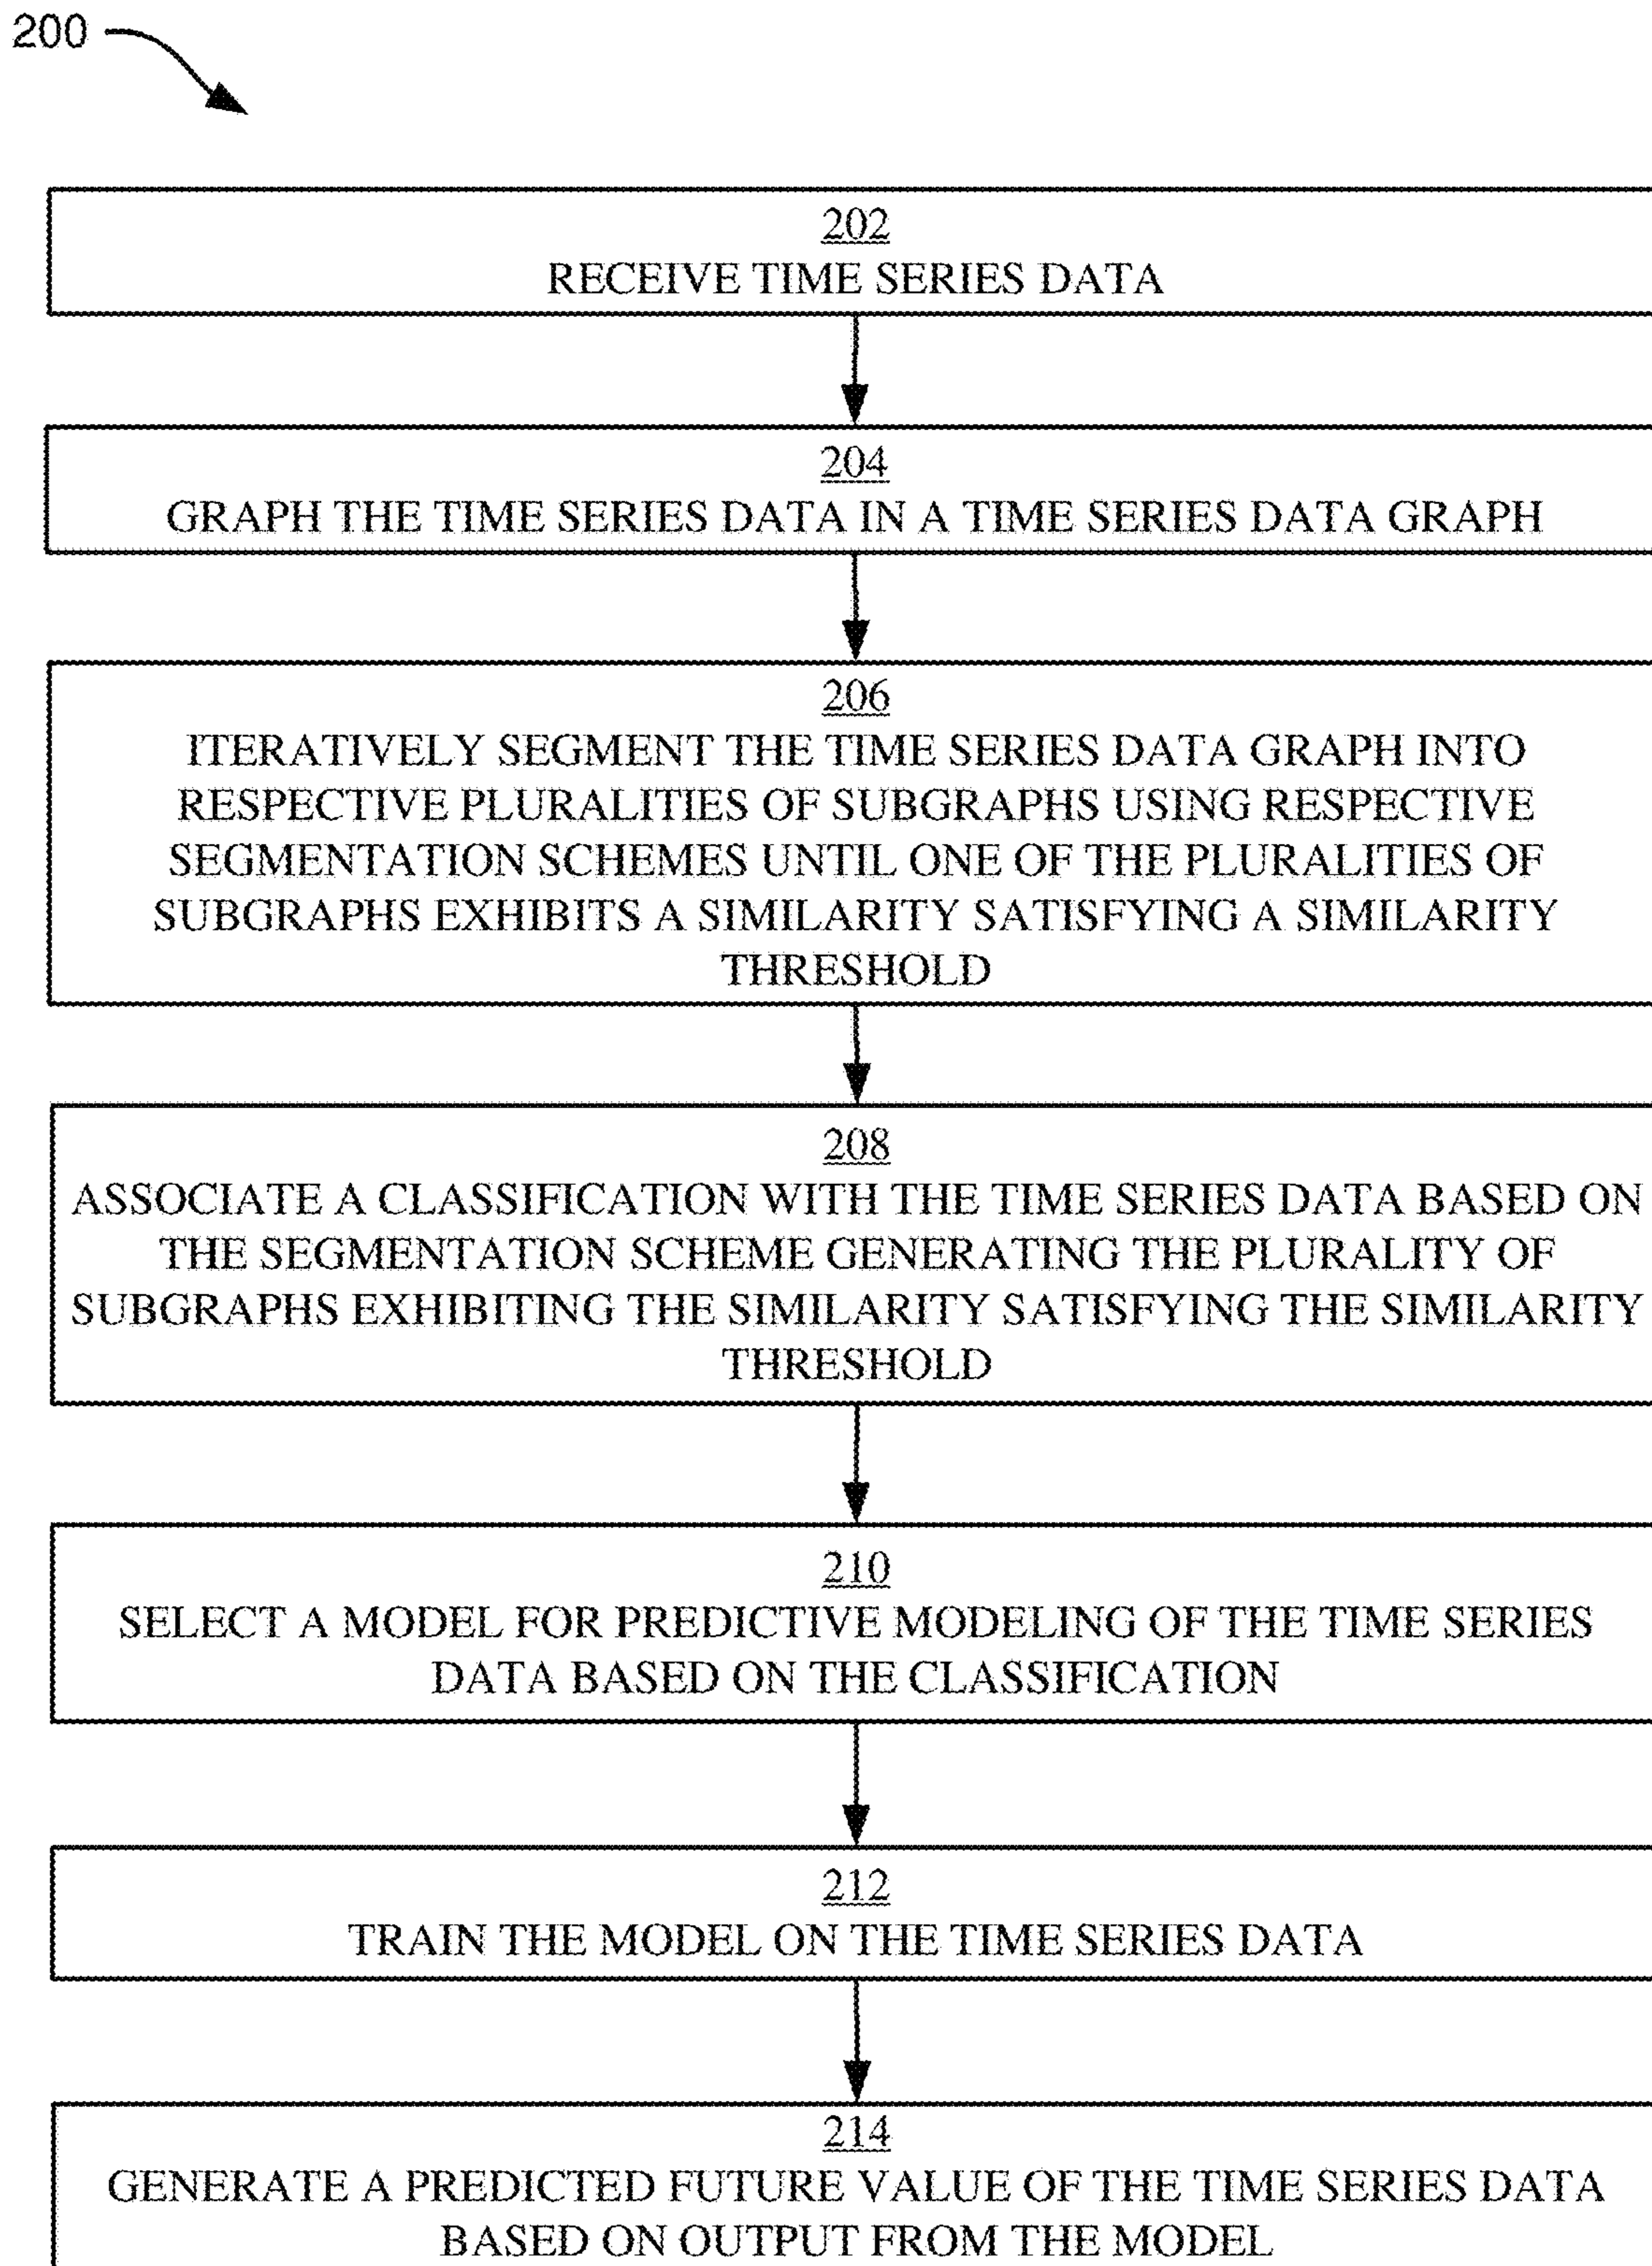 200
202
RECEIVE TIME SERIES DATA
204
GRAPH THE TIME SERIES DATA IN A TIME SERIES DATA GRAPH
206
ITERATIVELY SEGMENT THE TIME SERIES DATA GRAPH INTO
RESPECTIVE PLURALITIES OF SUBGRAPHS USING RESPECTIVE
SEGMENTATION SCHEMES UNTIL ONE OF THE PLURALITIES OF
SUBGRAPHS EXHIBITS A SIMILARITY SATISFYING A SIMILARITY
THRESHOLD
208
ASSOCIATE A CLASSIFICATION WITH THE TIME SERIES DATA BASED ON
THE SEGMENTATION SCHEME GENERATING THE PLURALITY OF
SUBGRAPHS EXHIBITING THE SIMILARITY SATISFYING THE SIMILARITY
THRESHOLD
210
SELECT A MODEL FOR PREDICTIVE MODELING OF THE TIME SERIES
DATA BASED ON THE CLASSIFICATION
212
TRAIN THE MODEL ON THE TIME SERIES DATA
214
GENERATE A PREDICTED FUTURE VALUE OF THE TIME SERIES DATA
BASED ON OUTPUT FROM THE MODEL